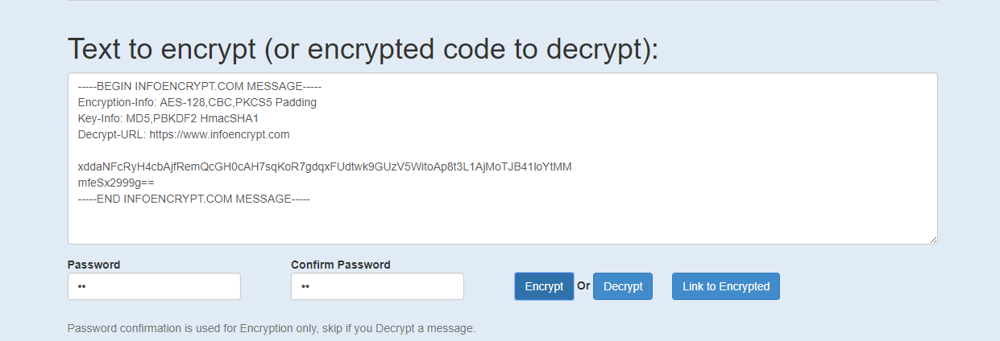 Text to encrypt (or encrypted code to decrypt):
-----BEGIN INFOENCRYPT.COM MESSAGE-----
Encryption-Info: AES-128,CBC,PKCS5 Padding
Key-Info: MD5,PBKDF2 HmacSHA1
Decrypt-URL: https://www.infoencrypt.com
xddaNFcRyH4cbAjfRemQcGH0cAH7sqKoR7gdqxFUdtwk9GUzV5WitoAp8t3L1AjMoTJB41IoYtMM
mfeSx2999g==
-----END INFOENCRYPT.COM MESSAGE-----
Password Confirm Password
•• •• Encrypt Or Decrypt Link to Encrypted
Password confirmation is used for Encryption only, skip if you Decrypt a message.